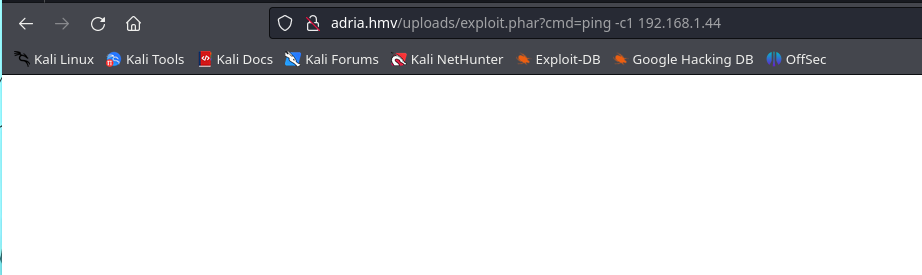 adria.hmv/uploads/exploit.phar?cmd=ping -c1 192.168.1.44
Kali Linux Kali Tools Kali Docs Kali Forums Kali NetHunter Exploit-DB Google Hacking DB OffSec